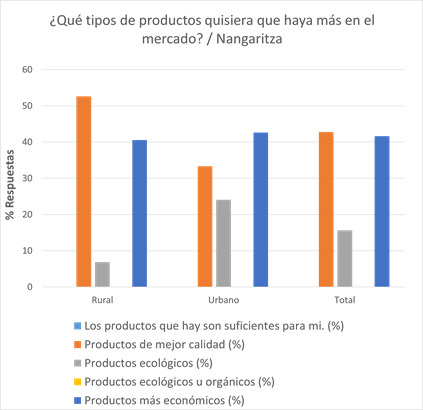 ¿Qué tipos de productos quisiera que haya más en el
mercado? / Nangaritza
60
50
40
30
20
10
0
% Respuestas
Rural
Urbano
Total
Los productos que hay son suficientes para mi. (%)
Productos de mejor calidad (%)
Productos ecológicos (%)
Productos ecológicos u orgánicos (%)
Productos más económicos (%)